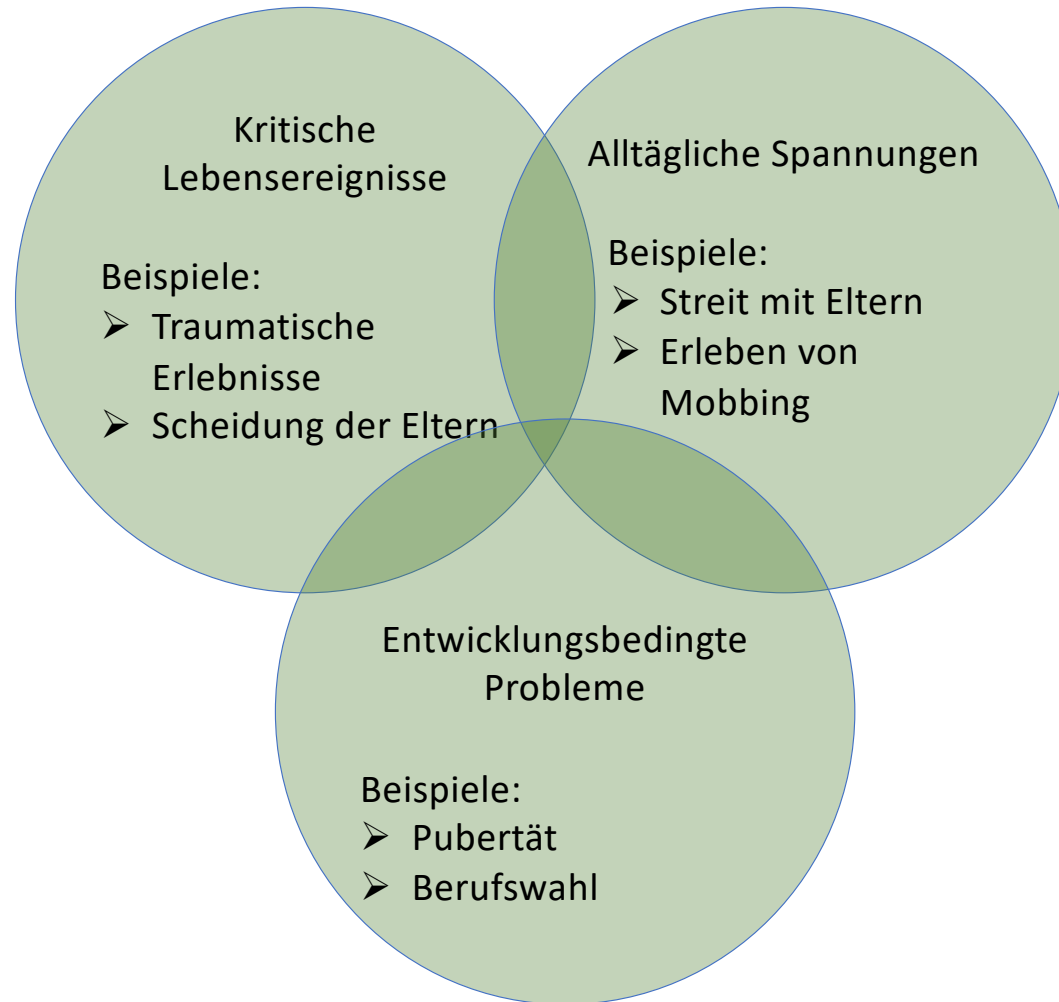 Kritische
Lebensereignisse
Beispiele:
➢ Traumatische
Erlebnisse
➢ Scheidung der Eltern
Alltägliche Spannungen
Beispiele:
➢ Streit mit Eltern
➢ Erleben von
Mobbing
Entwicklungsbedingte
Probleme
Beispiele:
➢ Pubertät
➢ Berufswahl